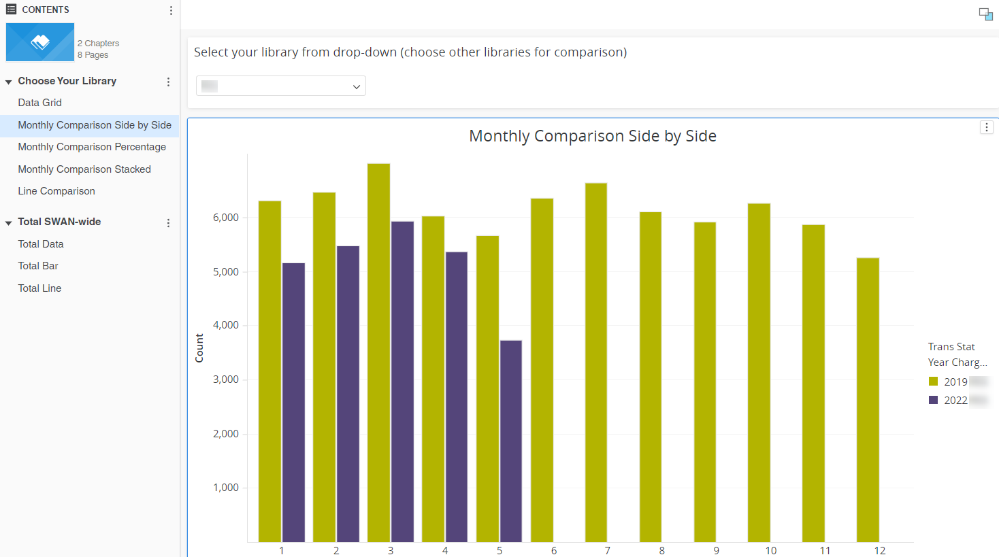 CONTENTS
2 Chapters
8 Pages
Choose Your Library
Data Grid
Monthly Comparison Side by Side
Monthly Comparison Percentage
Monthly Comparison Stacked
Line Comparison
Total SWAN-wide
Total Data
Total Bar
Total Line
Select your library from drop-down (choose other libraries for comparison)
Monthly Comparison Side by Side
6,000
5,000
4,000
3,000
2,000
1,000
Count
1 2 3 4 5 6 7 8 9 10 11 12
Trans Stat
Year Charg...
2019
2022